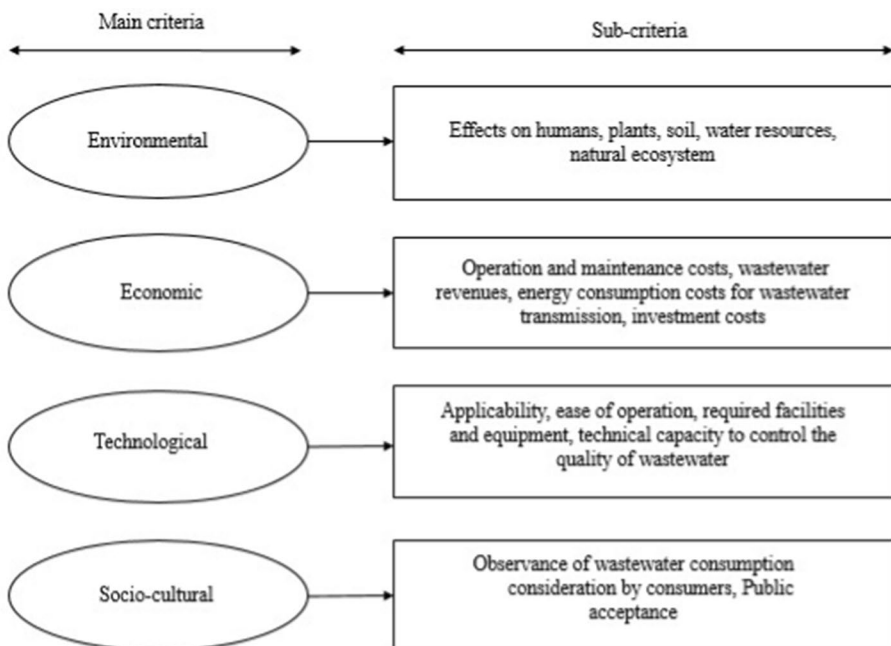 Main criteria
Sub-criteria
Environmental
Effects on humans, plants, soil, water resources,
natural ecosystem
Economic
Operation and maintenance costs, wastewater
revenues, energy consumption costs for wastewater
transmission, investment costs
Technological
Applicability, ease of operation, required facilities
and equipment, technical capacity to control the
quality of wastewater
Socio-cultural
Observance of wastewater consumption
consideration by consumers, Public
acceptance